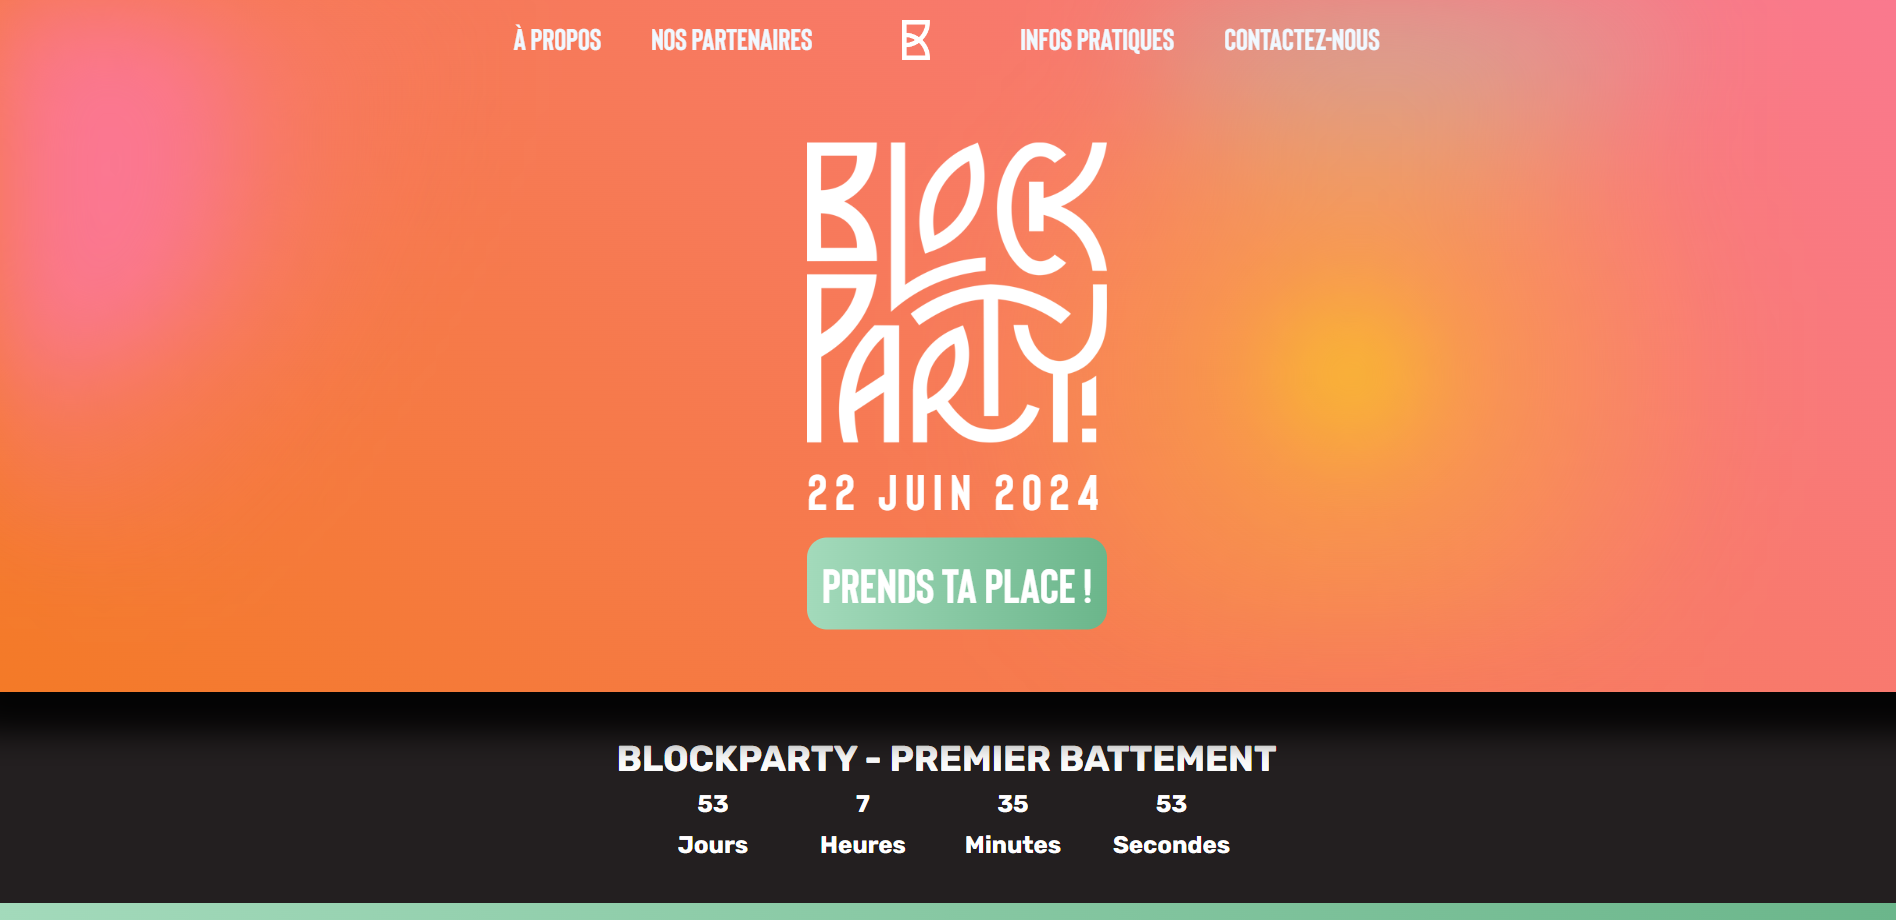 À PROPOS NOS PARTENAIRES INFOS PRATIQUES CONTACTEZ-NOUS
BLOCK
PARTY!
22 JUIN 2024
PRENDS TA PLACE !
BLOCKPARTY - PREMIER BATTEMENT
53 7 35 53
Jours Heures Minutes Secondes